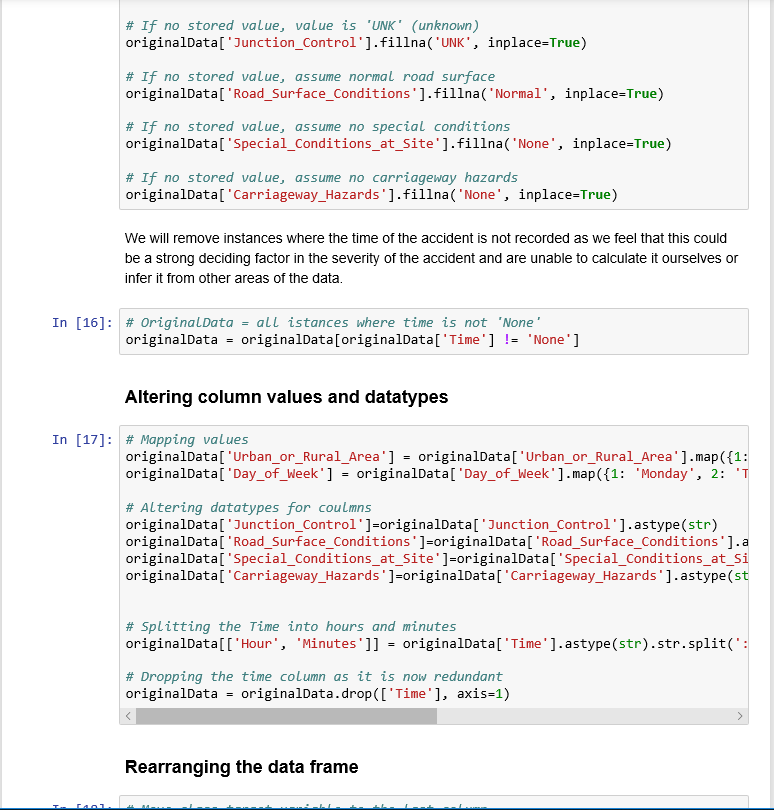 # If no stored value, value is 'UNK' (unknown)
originalData['Junction_Control'].fillna('UNK', inplace=True)
# If no stored value, assume normal road surface
originalData['Road_Surface_Conditions'].fillna('Normal', inplace=True)
# If no stored value, assume no special conditions
originalData['Special_Conditions_at_Site'].fillna('None', inplace=True)
# If no stored value, assume no carriageway hazards
originalData['Carriageway_Hazards'].fillna('None', inplace=True)
We will remove instances where the time of the accident is not recorded as we feel that this could
be a strong deciding factor in the severity of the accident and are unable to calculate it ourselves or
infer it from other areas of the data.
In [16]: # OriginalData = all istances where time is not 'None'
originalData = originalData[originalData['Time'] != 'None']
Altering column values and datatypes
In [17]: # Mapping values
originalData['Urban_or_Rural_Area'] = originalData['Urban_or_Rural_Area'].map({1:
originalData['Day_of_Week'] = originalData['Day_of_Week'].map({1: 'Monday', 2: 'T
# Altering datatypes for coulmns
originalData['Junction_Control']=originalData['Junction_Control'].astype(str)
originalData['Road_Surface_Conditions']=originalData['Road_Surface_Conditions'].a
originalData['Special_Conditions_at_Site']=originalData['Special_Conditions_at_Si
originalData['Carriageway_Hazards']=originalData['Carriageway_Hazards'].astype(st
# Splitting the Time into hours and minutes
originalData[['Hour', 'Minutes']] = originalData['Time'].astype(str).str.split(':
# Dropping the time column as it is now redundant
originalData = originalData.drop(['Time'], axis=1)
Rearranging the data frame
In [18]: # Move class target variable to the last column